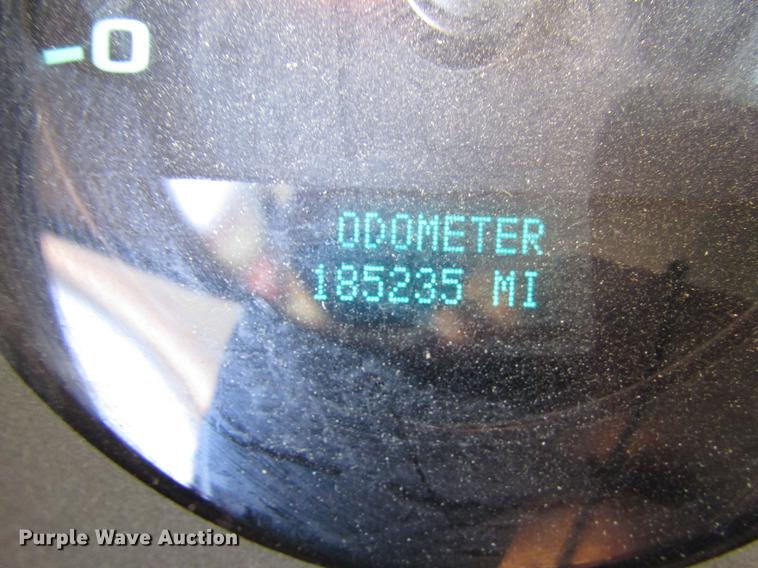 -0
ODOMETER
185235 MI
Purple Wave Auction